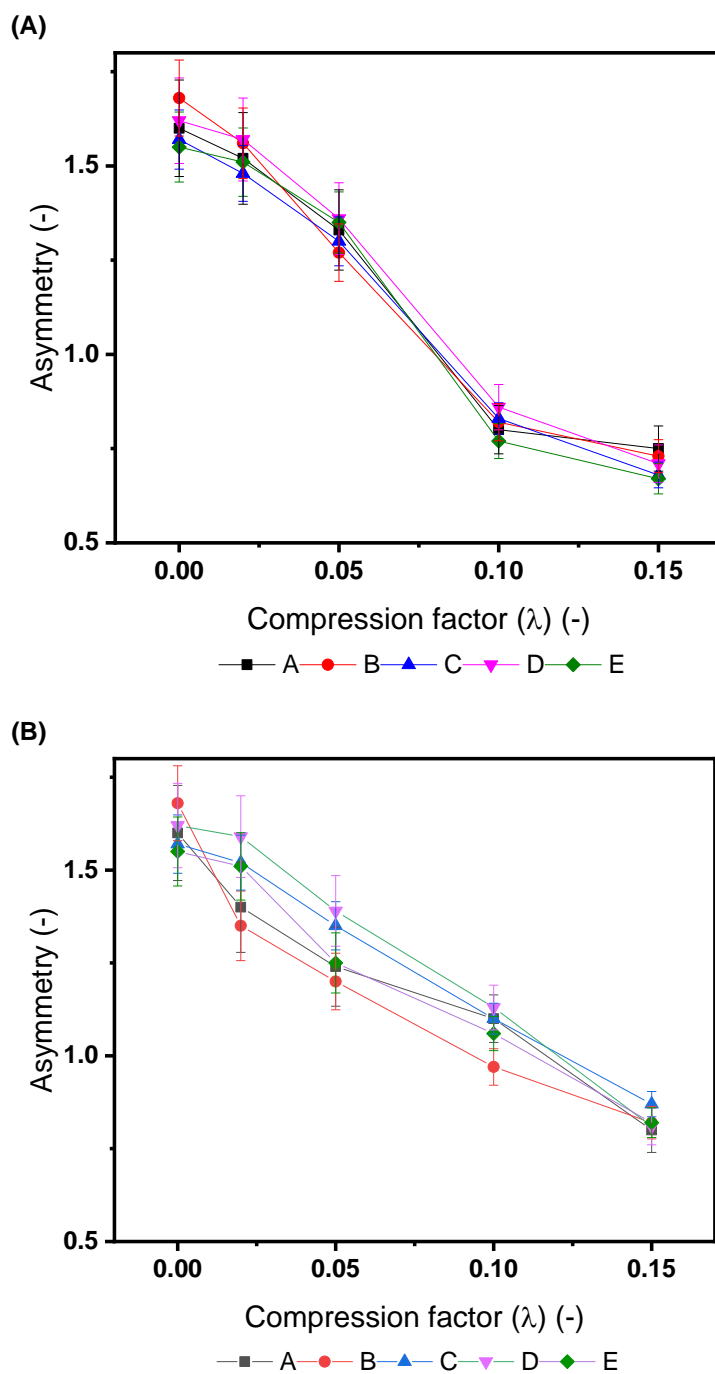 (A)
1.5
1.0
0.5
Asymmetry (-)
0.00 0.05 0.10 0.15
Compression factor (λ) (-)
A B C D E
(B)
1.5
1.0
0.5
Asymmetry (-)
0.00 0.05 0.10 0.15
Compression factor (λ) (-)
A B C D E